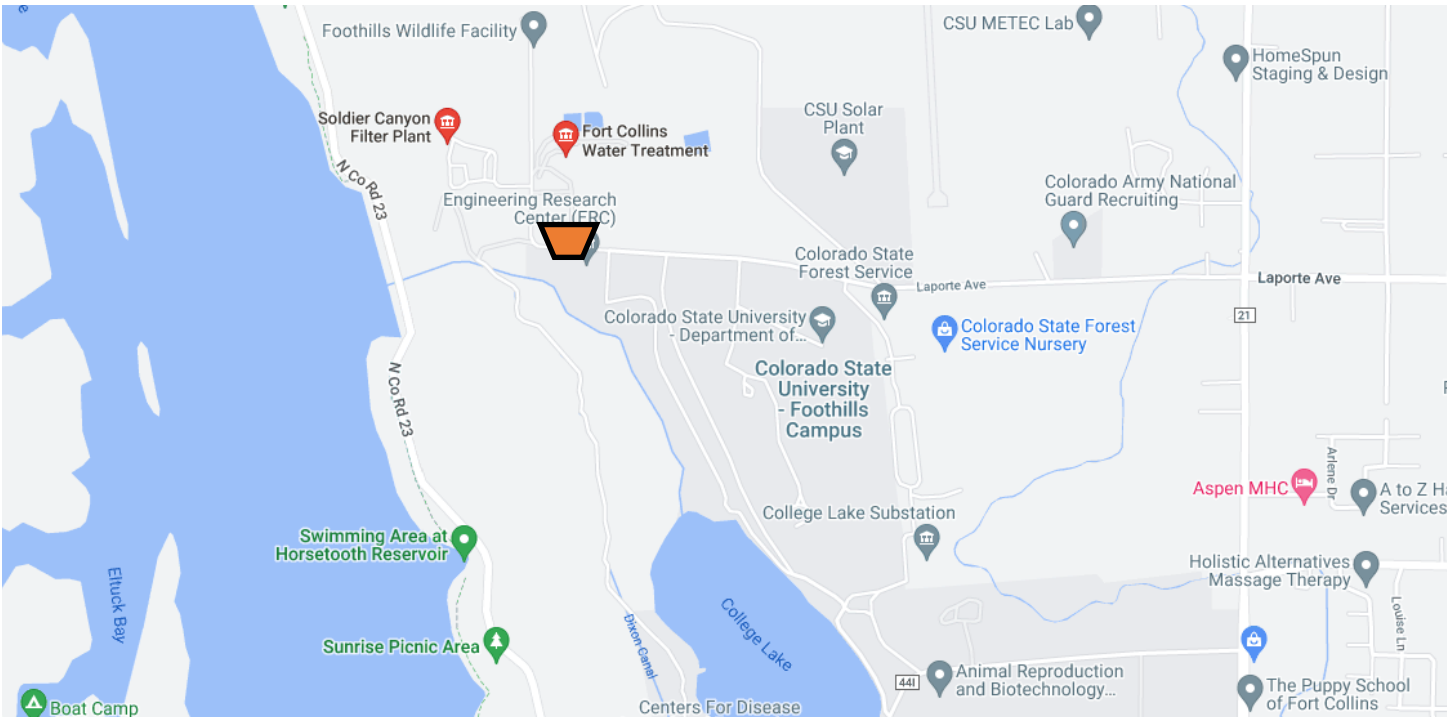 Foothills Wildlife Facility
CSU METEC Lab
HomeSpun
Staging & Design
Soldier Canyon
Filter Plant
Fort Collins
Water Treatment
CSU Solar
Plant
N Co Rd 23
Engineering Research
Center (ERC)
Colorado Army National
Guard Recruiting
Colorado State
Forest Service
Laporte Ave
Laporte Ave
21
Colorado State University
- Department of...
Colorado State Forest
Service Nursery
Colorado State
University
- Foothills
Campus
N Co Rd 23
Arlene Dr
Aspen MHC
A to Z H
Services
College Lake Substation
Swimming Area at
Horsetooth Reservoir
Holistic Alternatives
Massage Therapy
Eltuck Bay
Louise Ln
Dixon Canal
College Lake
Sunrise Picnic Area
44I
Animal Reproduction
and Biotechnology...
The Puppy School
of Fort Collins
Boat Camp
Centers For Disease